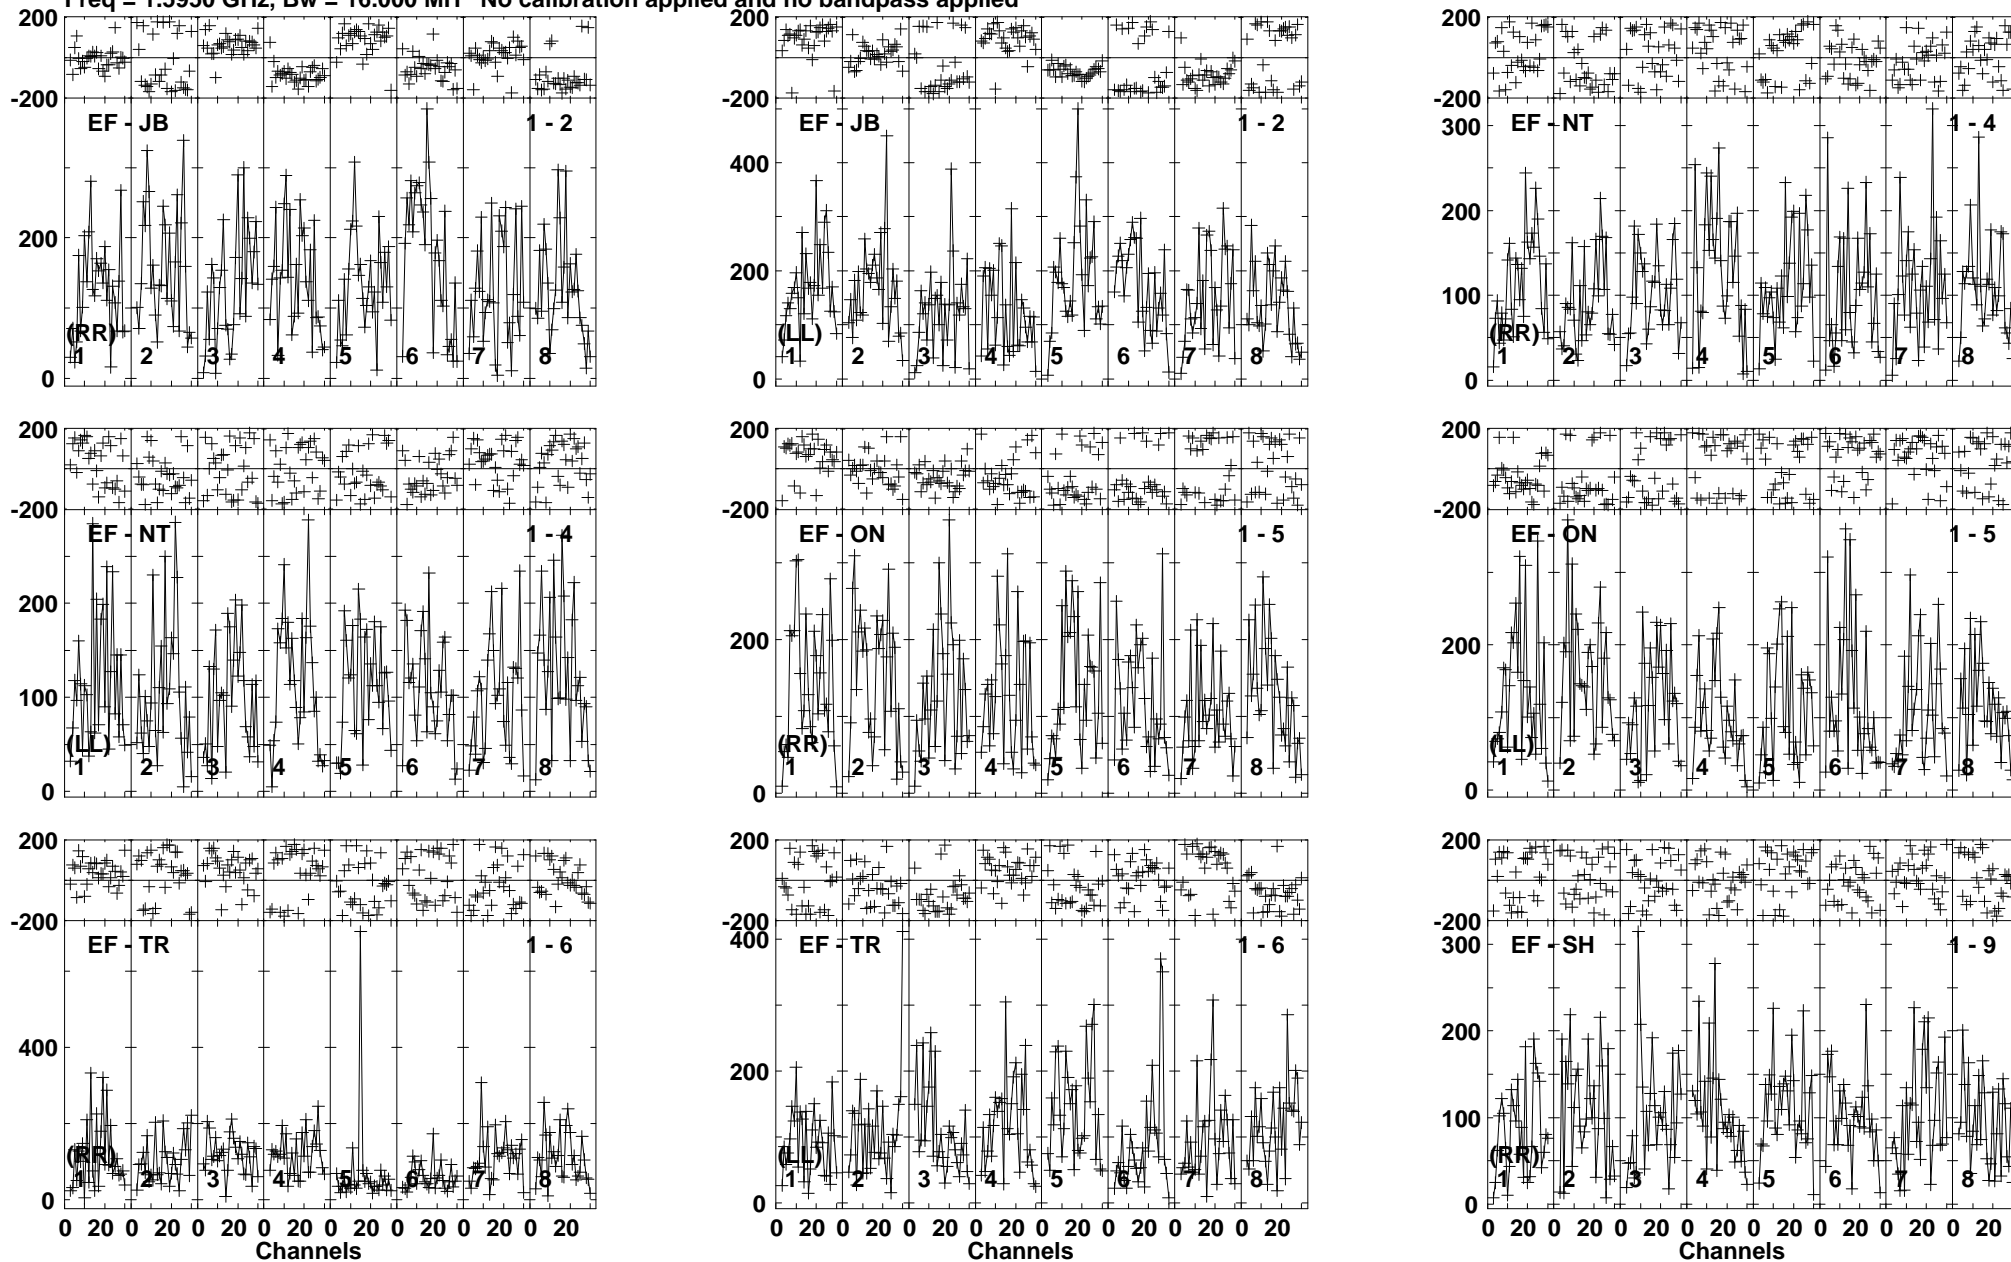 Freq = 1.5950 GHz, Bw = 16.000 MH No calibration applied and no bandpass applied
200 200 200
-200 -200 -200
EF - JB 1 - 2 EF - JB 1 - 2 EF - NT 1 - 4
400 300
200 200 200
100
(RR) (LL) (RR)
1 2 3 4 5 6 7 8 1 2 3 4 5 6 7 8 1 2 3 4 5 6 7 8
0 0 0
200 200 200
-200 -200 -200
EF - NT 1 - 4 EF - ON 1 - 5 EF - ON 1 - 5
200 200 200
100
(LL) (RR) (LL)
1 2 3 4 5 6 7 8 1 2 3 4 5 6 7 8 1 2 3 4 5 6 7 8
0 0 0
200 200 200
-200 -200 -200
EF - TR 1 - 6 EF - TR 1 - 6 EF - SH 1 - 9
400 400 300
200 200
100
(RR) (LL) (RR)
1 2 3 4 5 6 7 8 1 2 3 4 5 6 7 8 1 2 3 4 5 6 7 8
0 0 0
0 20 0 20 0 20 0 20 0 20 0 20 0 20 0 20 0 20 0 20 0 20 0 20 0 20 0 20 0 20 0 20 0 20 0 20 0 20 0 20 0 20 0 20 0 20 0 20
Channels Channels Channels